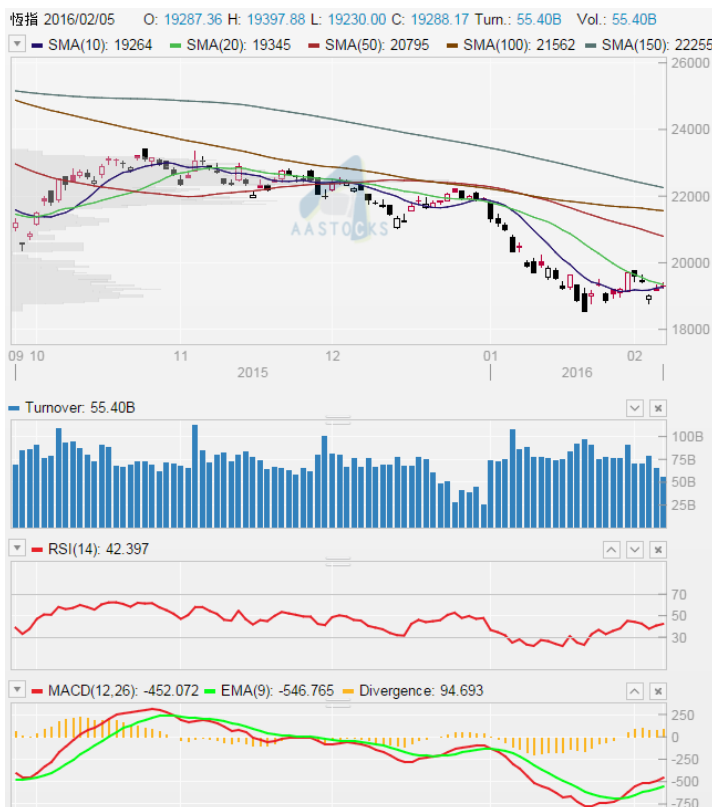 恆指 2016/02/05 O: 19287.36 H: 19397.88 L: 19230.00 C: 19288.17 Turn.: 55.40B Vol.: 55.40B
SMA(10): 19264 SMA(20): 19345 SMA(50): 20795 SMA(100): 21562 SMA(150): 22255
26000
24000
22000
AASTOCKS
20000
18000
09 10 11 12 01 02
2015 2016
Turnover: 55.40B
100B
75B
50B
25B
RSI(14): 42.397
70
50
30
MACD(12,26): -452.072 EMA(9): -546.765 Divergence: 94.693
250
0
-250
-500
-750